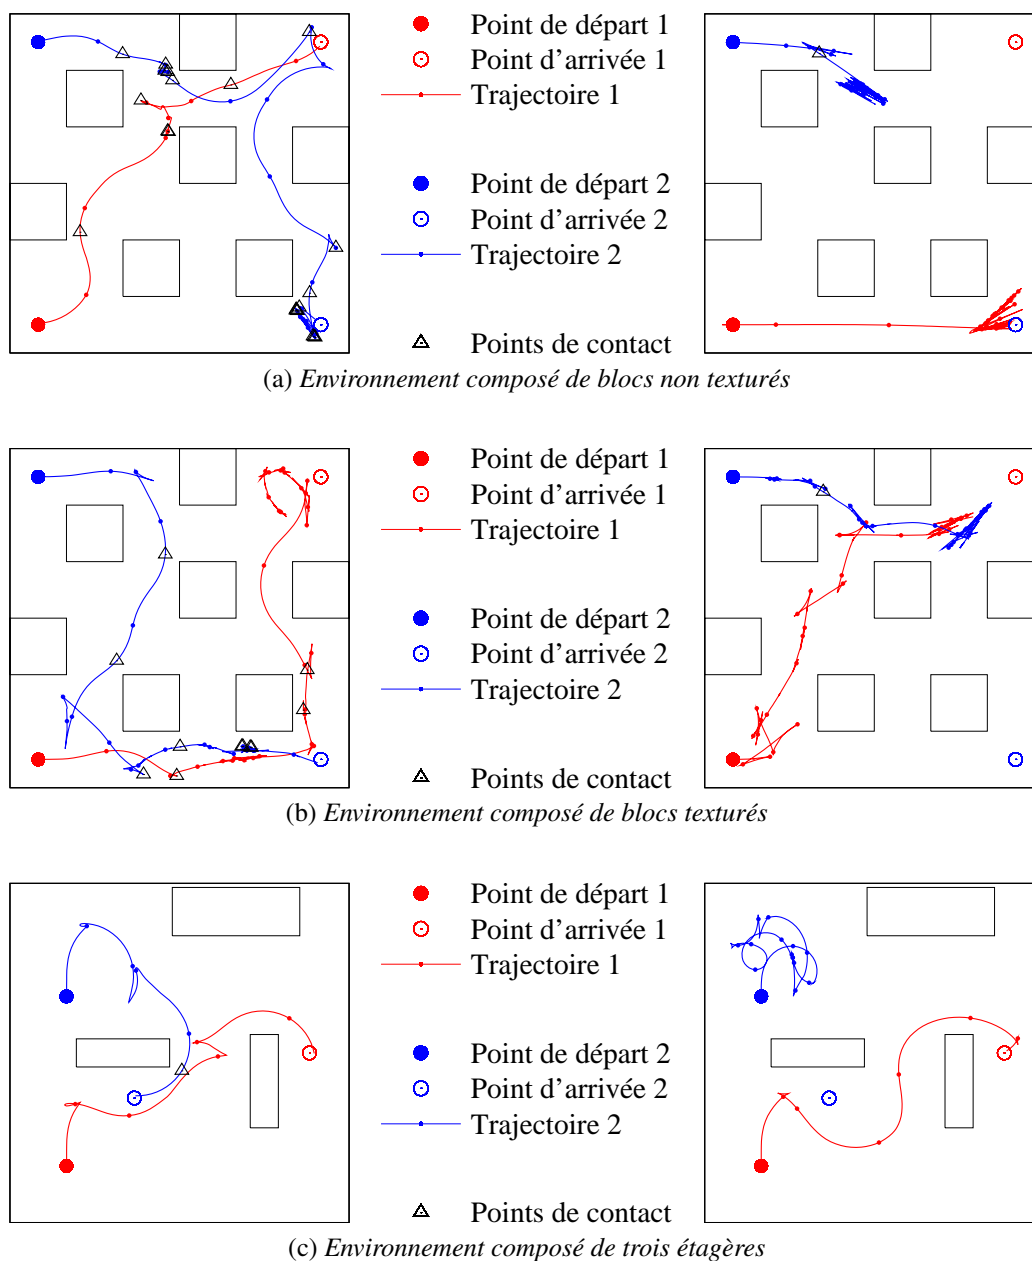 Point de départ 1
Point d'arrivée 1
Trajectoire 1
Point de départ 2
Point d'arrivée 2
Trajectoire 2
Points de contact
(a) Environnement composé de blocs non texturés
Point de départ 1
Point d'arrivée 1
Trajectoire 1
Point de départ 2
Point d'arrivée 2
Trajectoire 2
Points de contact
(b) Environnement composé de blocs texturés
Point de départ 1
Point d'arrivée 1
Trajectoire 1
Point de départ 2
Point d'arrivée 2
Trajectoire 2
Points de contact
(c) Environnement composé de trois étagères